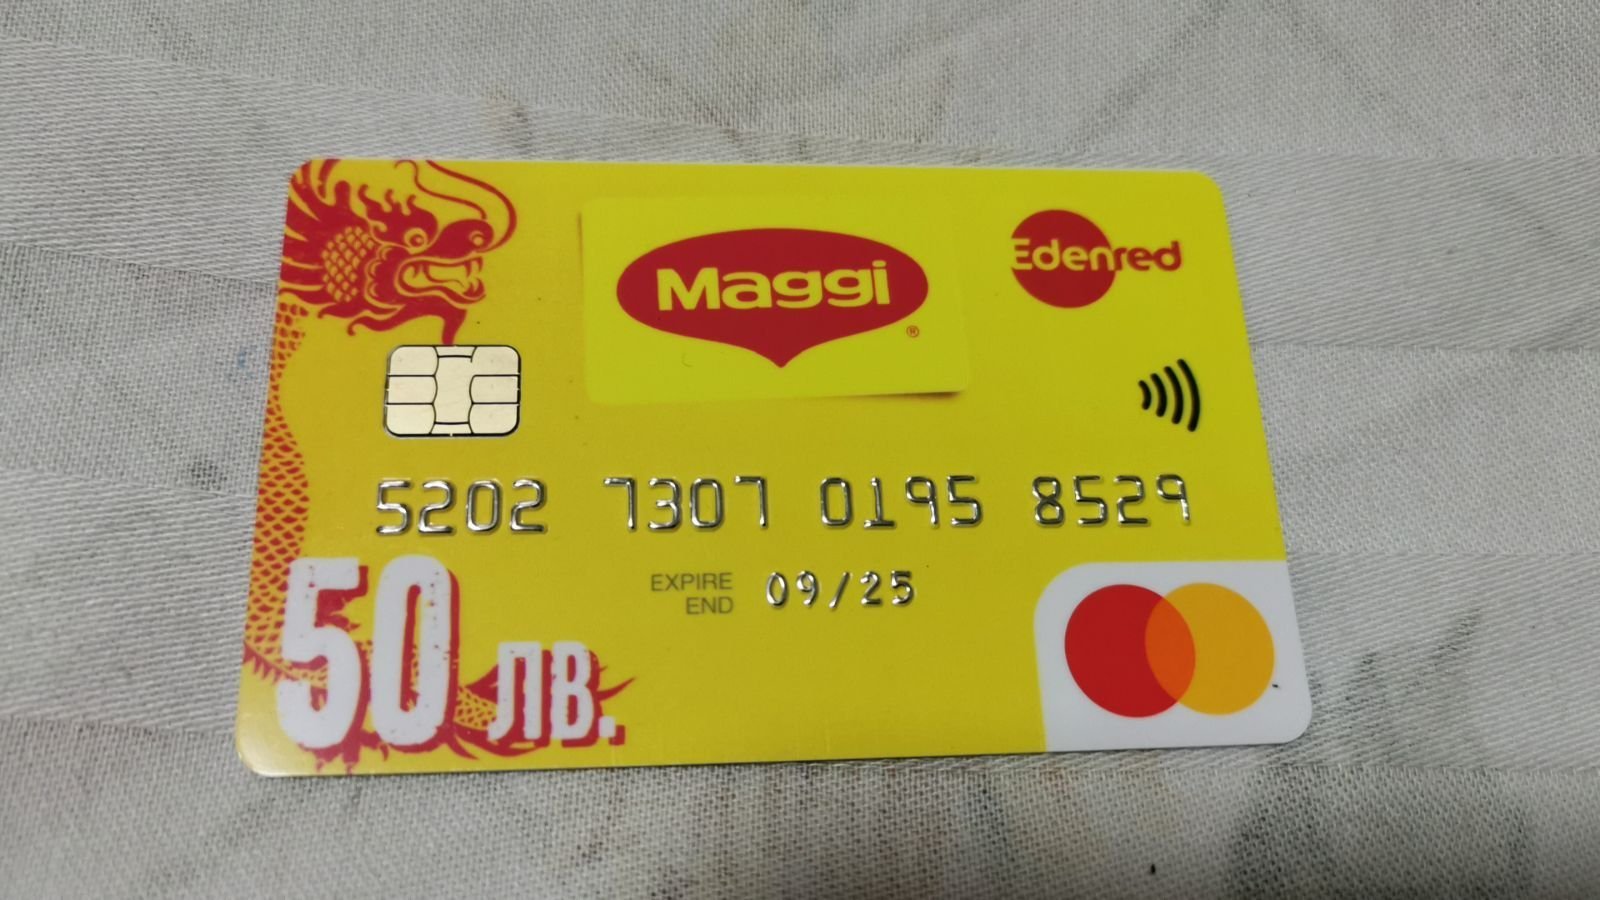 Maggi
®
Edenred
5202 7307 0195 8529
EXPIRE
END
09/25
50 лв.